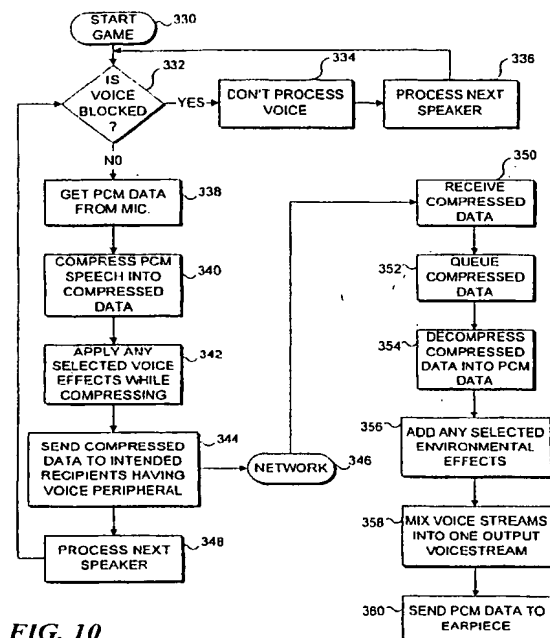 START
GAME
330
332
IS
VOICE
BLOCKED
?
YES
334
DON'T PROCESS
VOICE
336
PROCESS NEXT
SPEAKER
NO
GET PCM DATA
FROM MIC.
338
COMPRESS PCM
SPEECH INTO
COMPRESSED
DATA
340
APPLY ANY
SELECTED VOICE
EFFECTS WHILE
COMPRESSING
342
SEND COMPRESSED
DATA TO INTENDED
RECIPIENTS HAVING
VOICE PERIPHERAL
344
NETWORK
346
PROCESS NEXT
SPEAKER
348
350
RECEIVE
COMPRESSED
DATA
352
QUEUE
COMPRESSED
DATA
354
DECOMPRESS
COMPRESSED
DATA INTO PCM
DATA
356
ADD ANY SELECTED
ENVIRONMENTAL
EFFECTS
358
MIX VOICE STREAMS
INTO ONE OUTPUT
VOICESTREAM
360
SEND PCM DATA TO
EARPIECE
FIG. 10